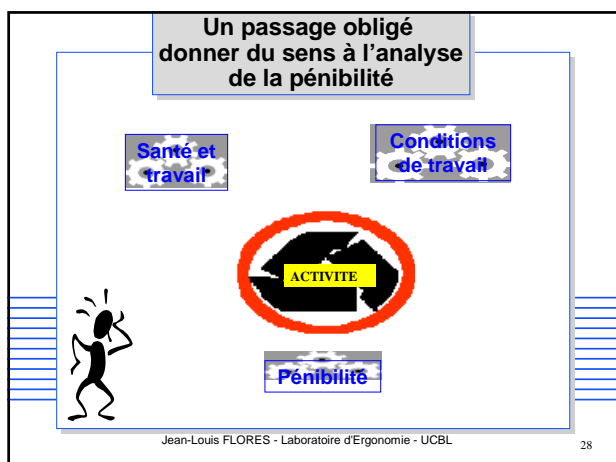 Un passage obligé
donner du sens à l'analyse
de la pénibilité
Santé et
travail
Conditions
de travail
ACTIVITE
Pénibilité
Jean-Louis FLORES - Laboratoire d'Ergonomie - UCBL
28